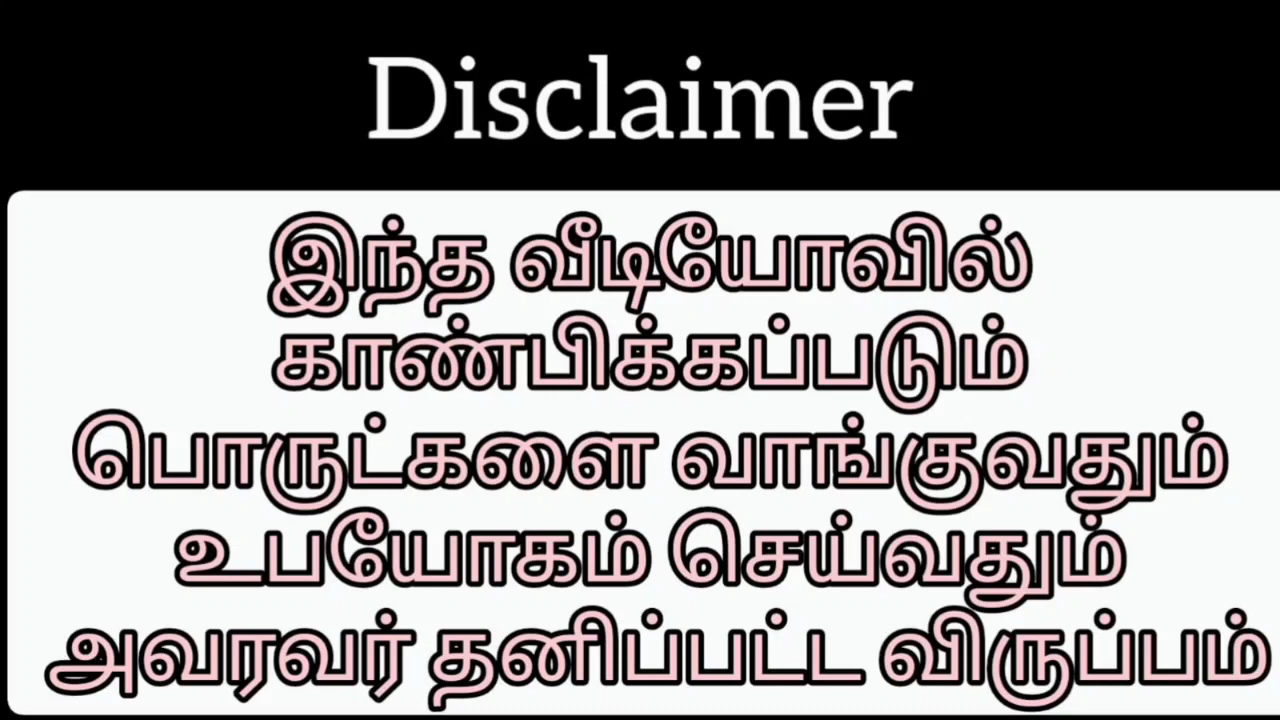 Disclaimer
இந்த வீடியோவில்
காண்பிக்கப்படும்
பொருட்களை வாங்குவதும்
உபயோகம் செய்வதும்
அவரவர் தனிப்பட்ட விருப்பம்